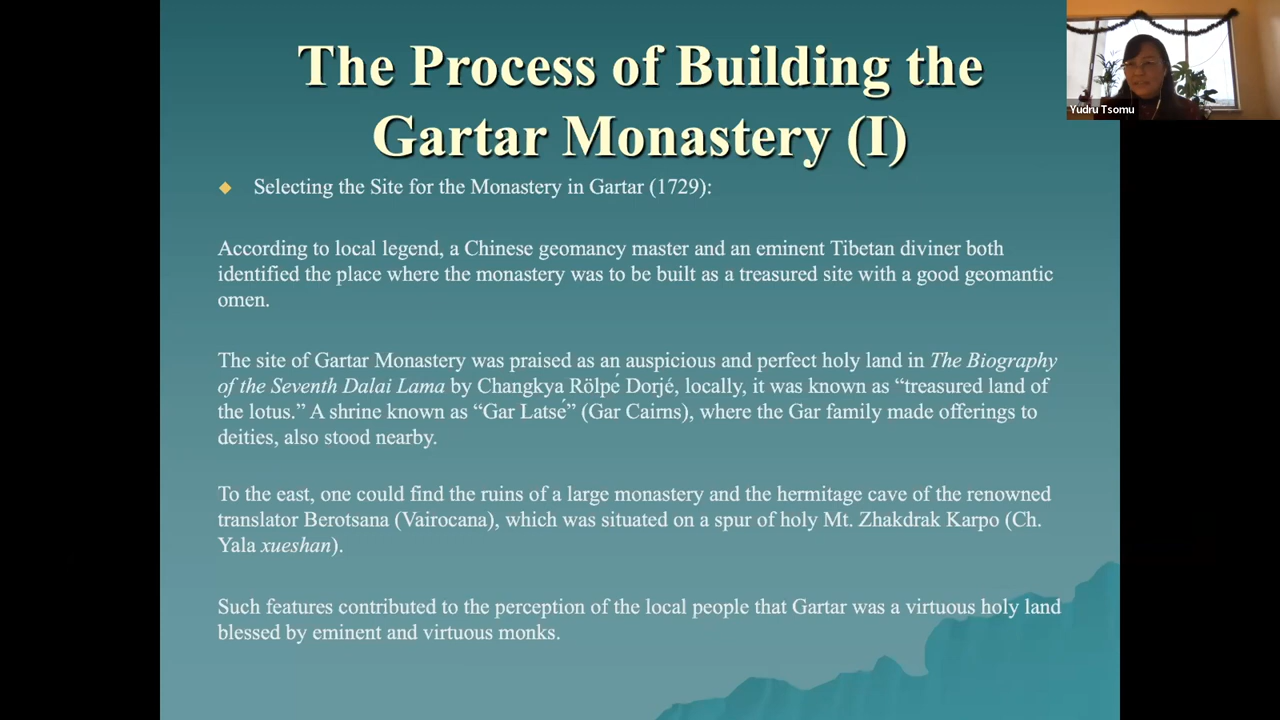 The Process of Building the
Gartar Monastery (I)
Yudru Tsomu
Selecting the Site for the Monastery in Gartar (1729):
According to local legend, a Chinese geomancy master and an eminent Tibetan diviner both
identified the place where the monastery was to be built as a treasured site with a good geomantic
omen.
The site of Gartar Monastery was praised as an auspicious and perfect holy land in The Biography
of the Seventh Dalai Lama by Changkya Rölpé Dorjé, locally, it was known as “treasured land of
the lotus.” A shrine known as “Gar Latsé” (Gar Cairns), where the Gar family made offerings to
deities, also stood nearby.
To the east, one could find the ruins of a large monastery and the hermitage cave of the renowned
translator Berotsana (Vairocana), which was situated on a spur of holy Mt. Zhakdrak Karpo (Ch.
Yala xueshan).
Such features contributed to the perception of the local people that Gartar was a virtuous holy land
blessed by eminent and virtuous monks.